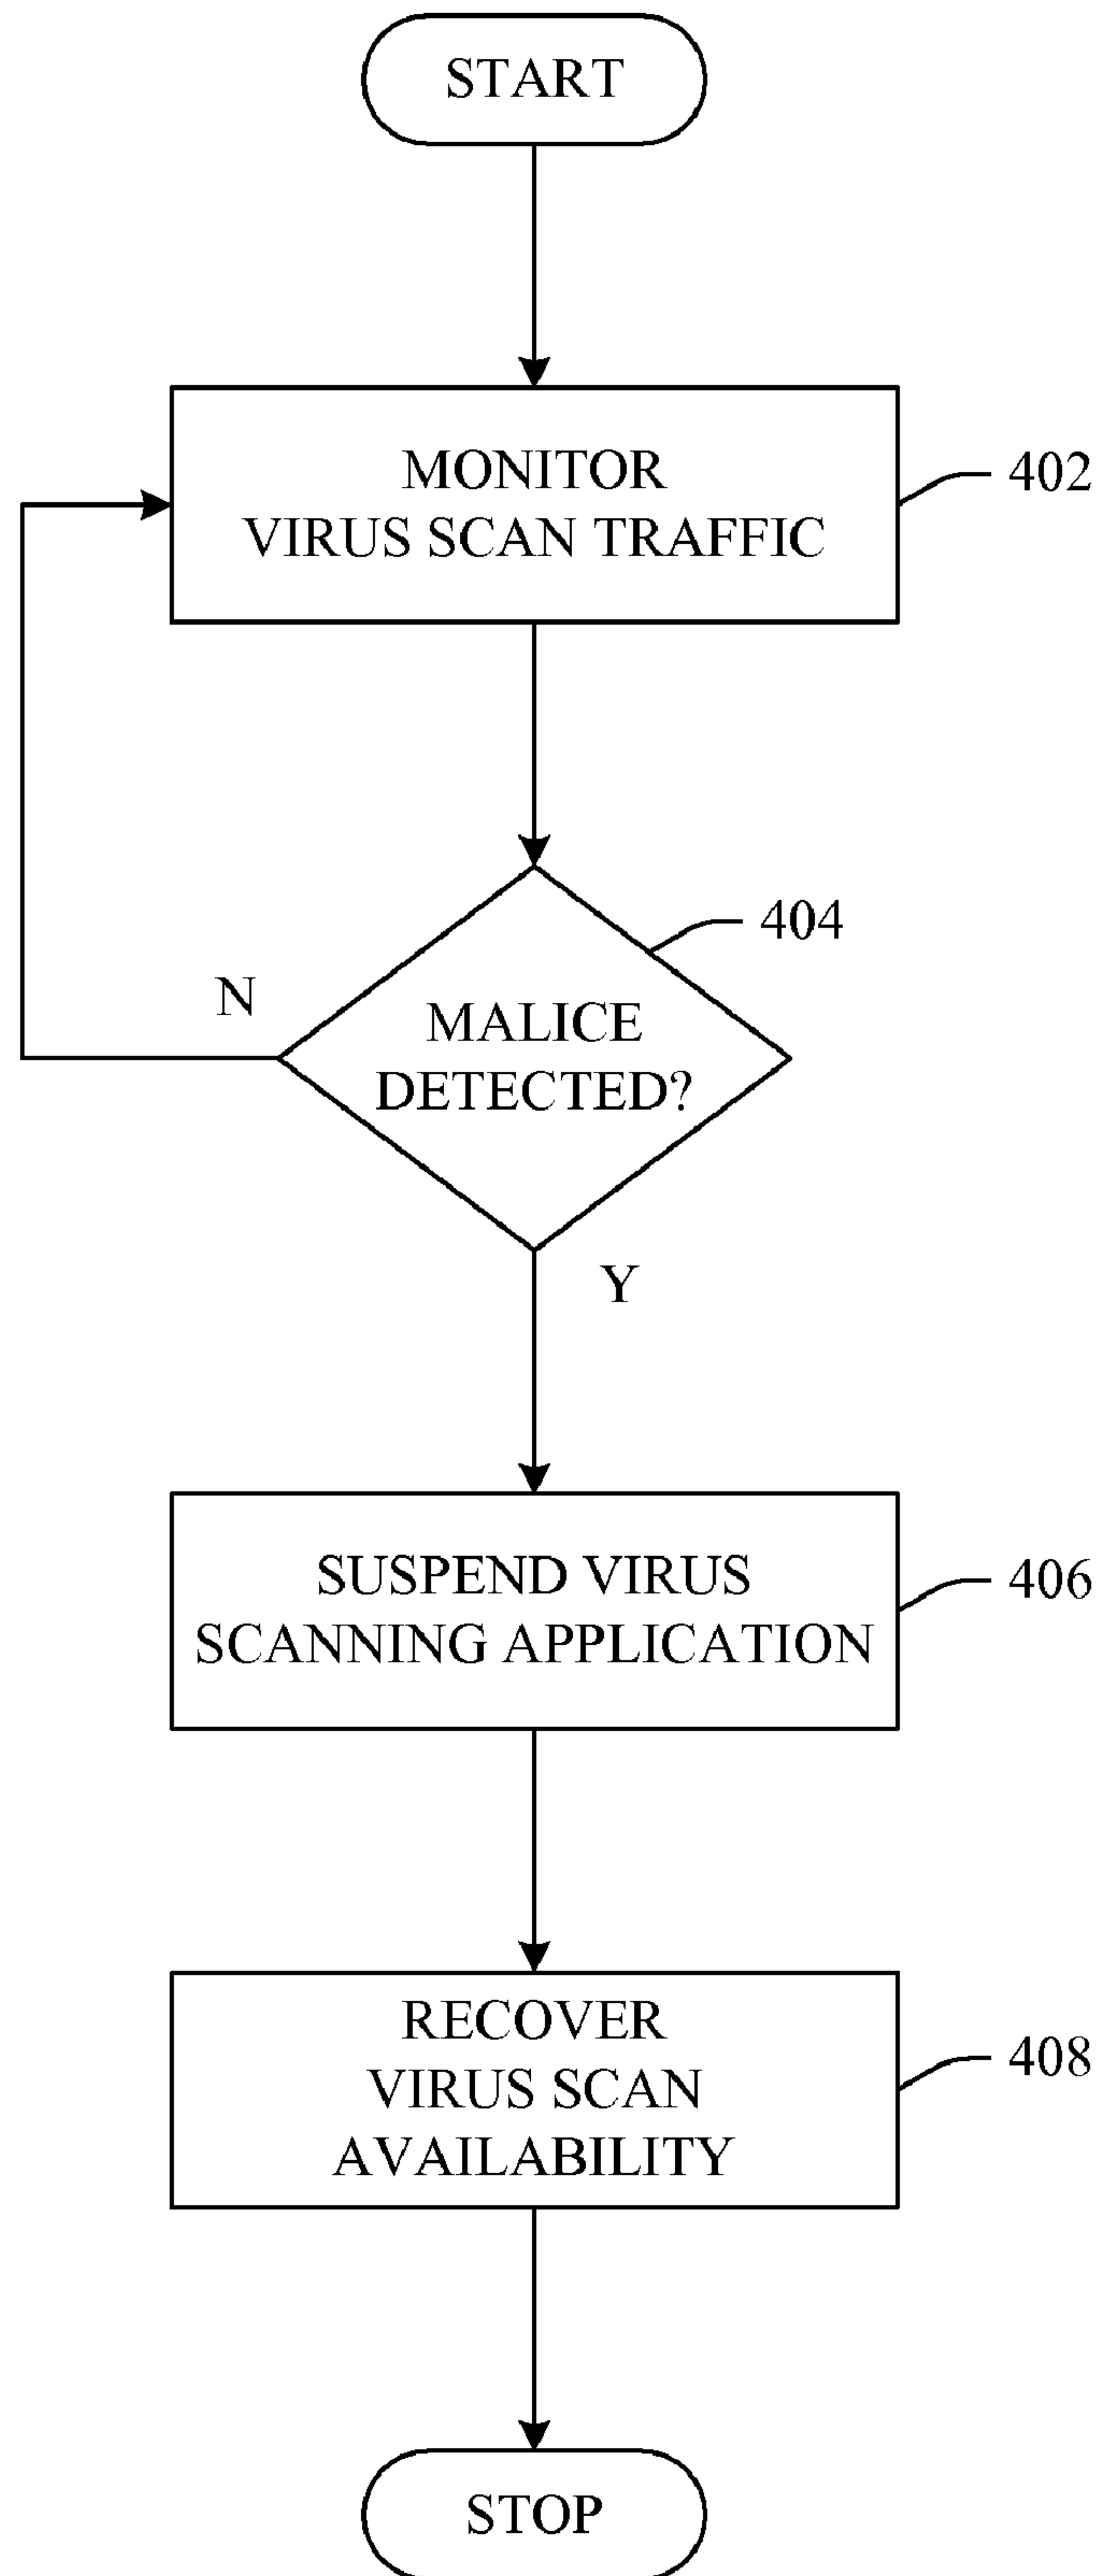 START
MONITOR
VIRUS SCAN TRAFFIC
402
404
N
MALICE
DETECTED?
Y
SUSPEND VIRUS
SCANNING APPLICATION
406
RECOVER
VIRUS SCAN
AVAILABILITY
408
STOP